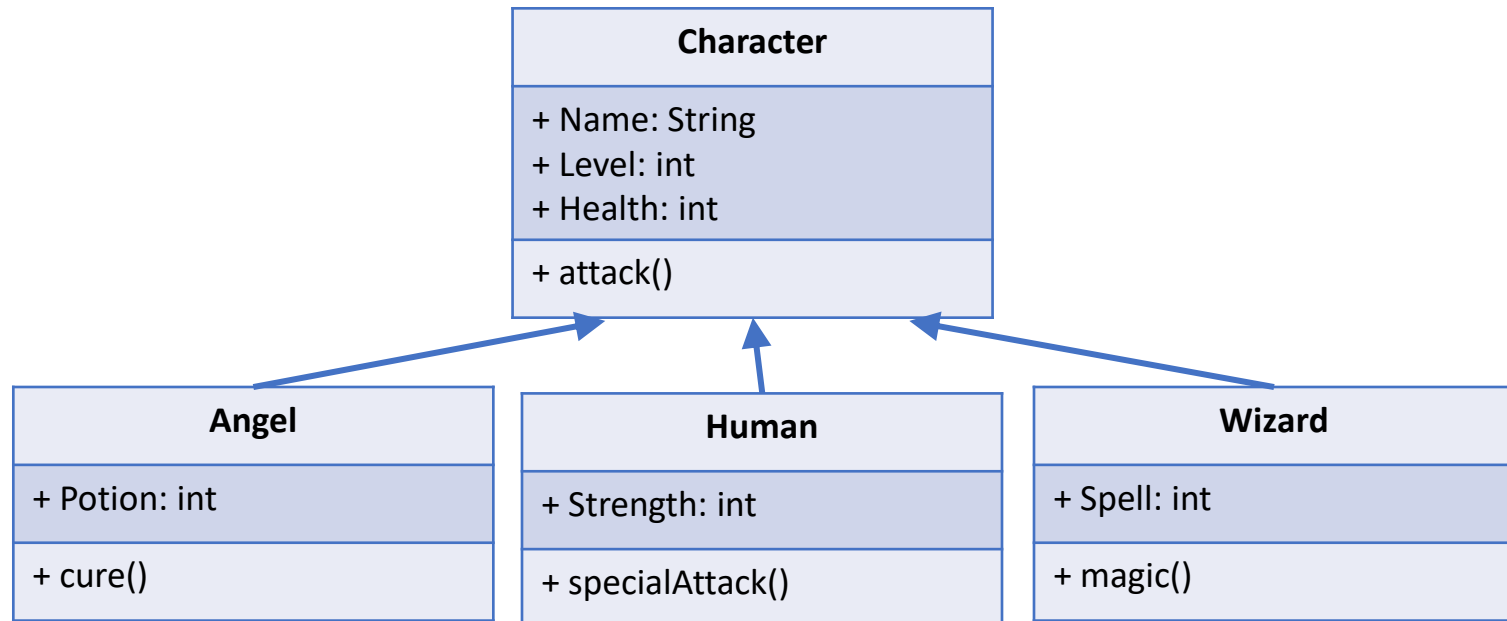 Character
+ Name: String
+ Level: int
+ Health: int
+ attack()
Angel
+ Potion: int
+ cure()
Human
+ Strength: int
+ specialAttack()
Wizard
+ Spell: int
+ magic()